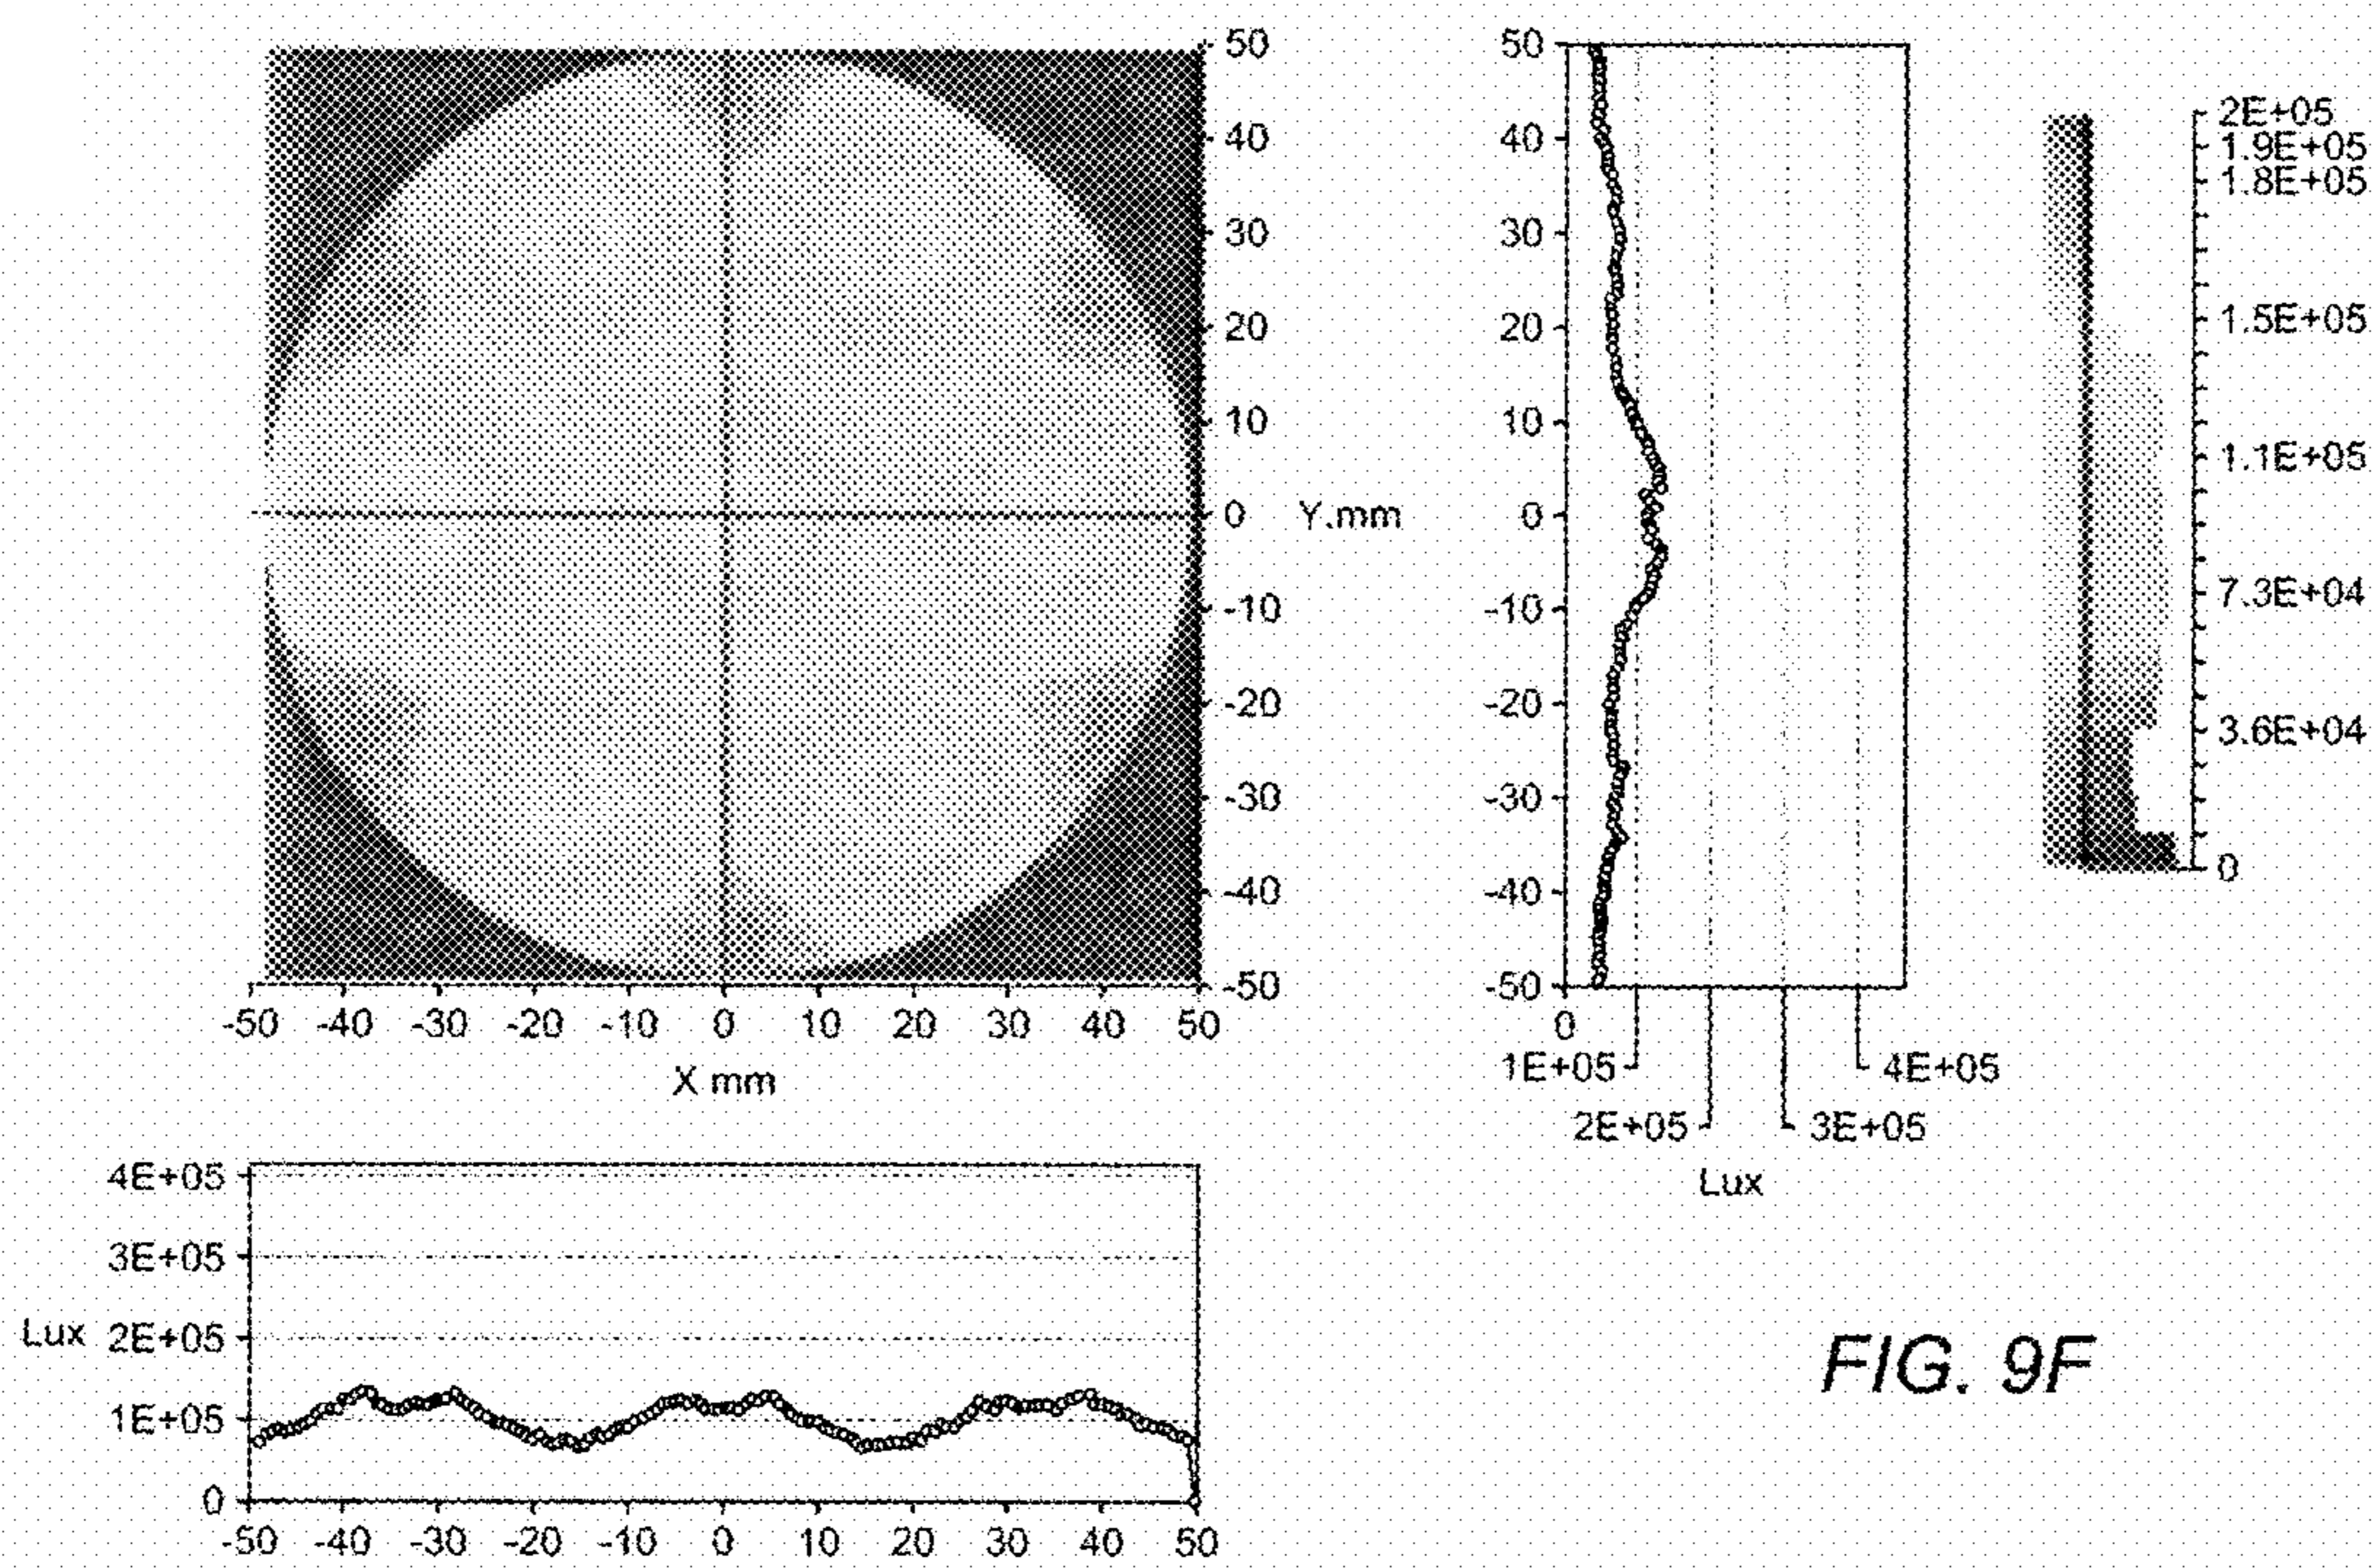 50
40
30
20
10
0 Y.mm
-10
-20
-30
-40
-50
-50 -40 -30 -20 -10 0 10 20 30 40 50
X mm
50
40
30
20
10
0
-10
-20
-30
-40
-50
0
1E+05 4E+05
2E+05 3E+05
Lux
2E+05
1.9E+05
1.8E+05
1.5E+05
1.1E+05
7.3E+04
3.6E+04
0
4E+05
3E+05
Lux 2E+05
1E+05
0
-50 -40 -30 -20 -10 0 10 20 30 40 50
FIG. 9F